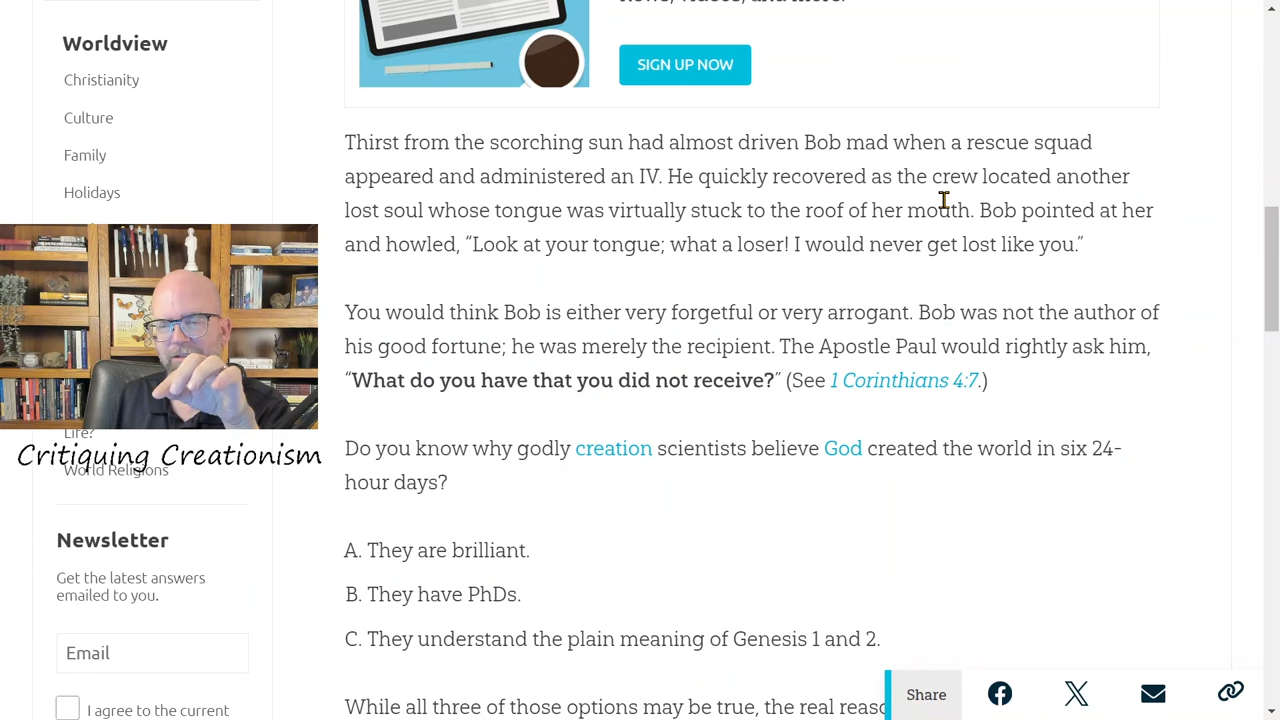 SIGN UP NOW
Worldview
Christianity
Culture
Family
Holidays
Life?
World Religions
Critiquing Creationism
Newsletter
Get the latest answers
emailed to you.
Email
I agree to the current
Thirst from the scorching sun had almost driven Bob mad when a rescue squad
appeared and administered an IV. He quickly recovered as the crew located another
lost soul whose tongue was virtually stuck to the roof of her mouth. Bob pointed at her
and howled, “Look at your tongue; what a loser! I would never get lost like you.”
You would think Bob is either very forgetful or very arrogant. Bob was not the author of
his good fortune; he was merely the recipient. The Apostle Paul would rightly ask him,
“What do you have that you did not receive?” (See 1 Corinthians 4:7.)
Do you know why godly creation scientists believe God created the world in six 24-
hour days?
A. They are brilliant.
B. They have PhDs.
C. They understand the plain meaning of Genesis 1 and 2.
While all three of those options may be true, the real
Share